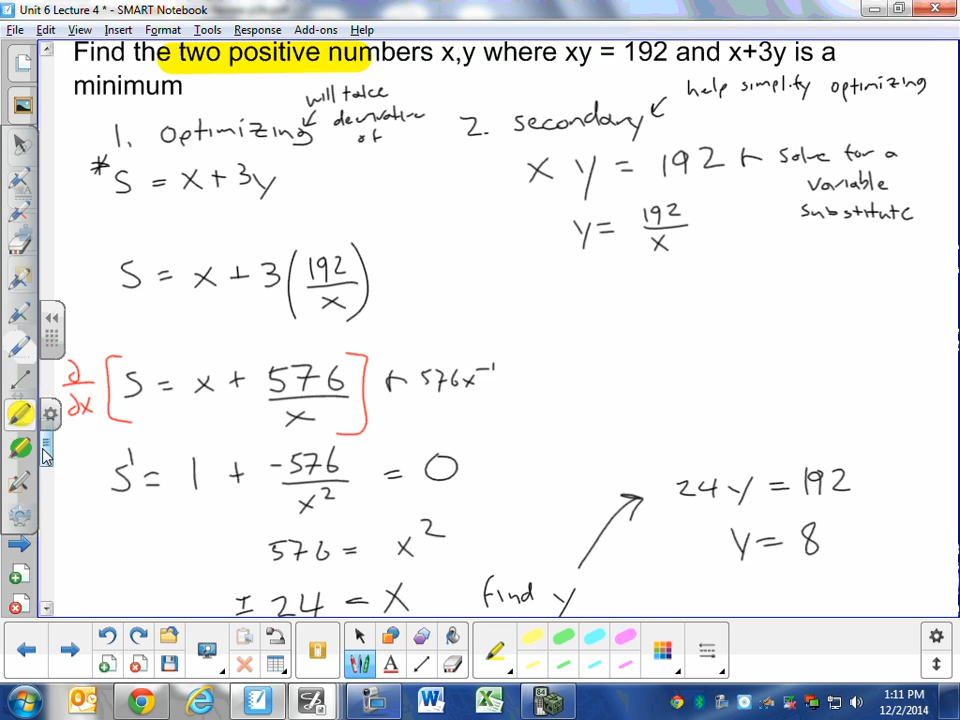 Unit 6 Lecture 4 * - SMART Notebook
File Edit View Insert Format Tools Response Add-ons Help
Find the two positive numbers x,y where xy = 192 and x+3y is a
minimum
1. optimizing
will take
derivative
of
* S = x + 3y
2. secondary
help simplify optimizing
x y = 192 ← solve for a
variable
substitute
y = 192/x
S = x + 3(192/x)
d/dx [S = x + 576/x] ← 576x⁻¹
S' = 1 + -576/x² = 0
576 = x²
± 24 = x
find y
24y = 192
y = 8
1:11 PM
12/2/2014